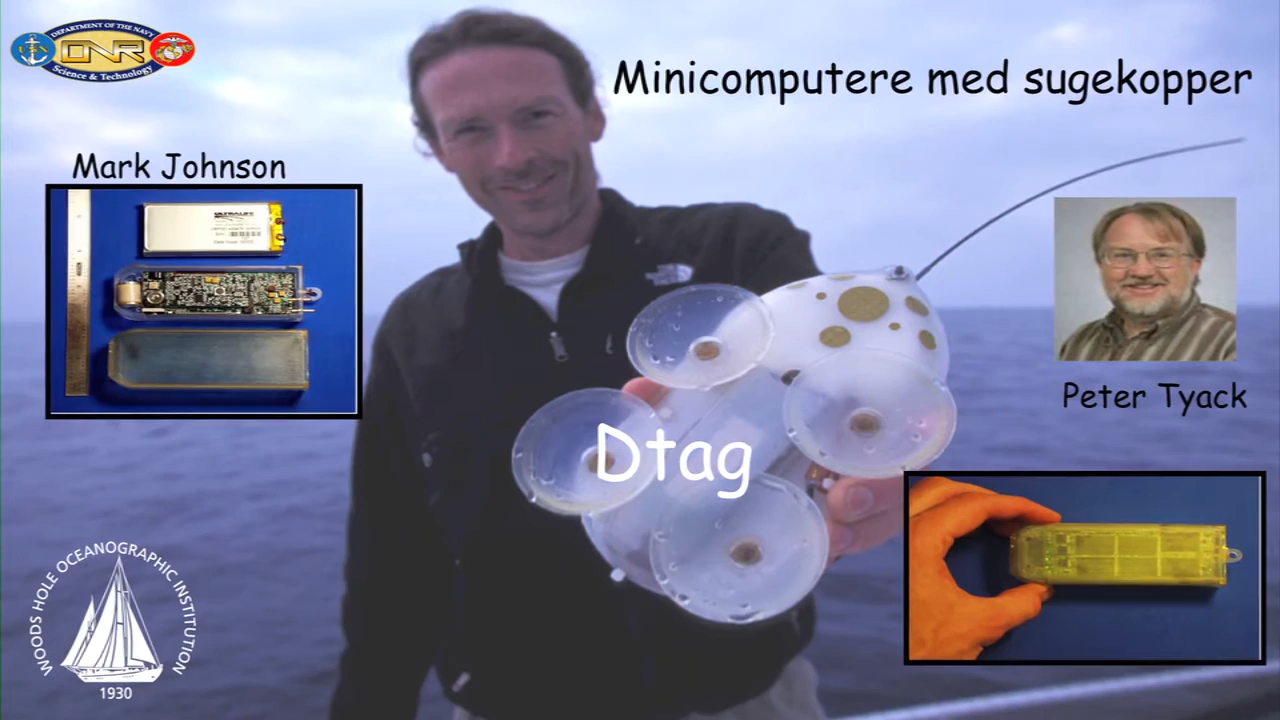 DEPARTMENT OF THE NAVY
ONR
Science & Technology
Minicomputere med sugekopper
Mark Johnson
ULTRALIFE
Peter Tyack
Dtag
WOODS HOLE OCEANOGRAPHIC INSTITUTION
1930